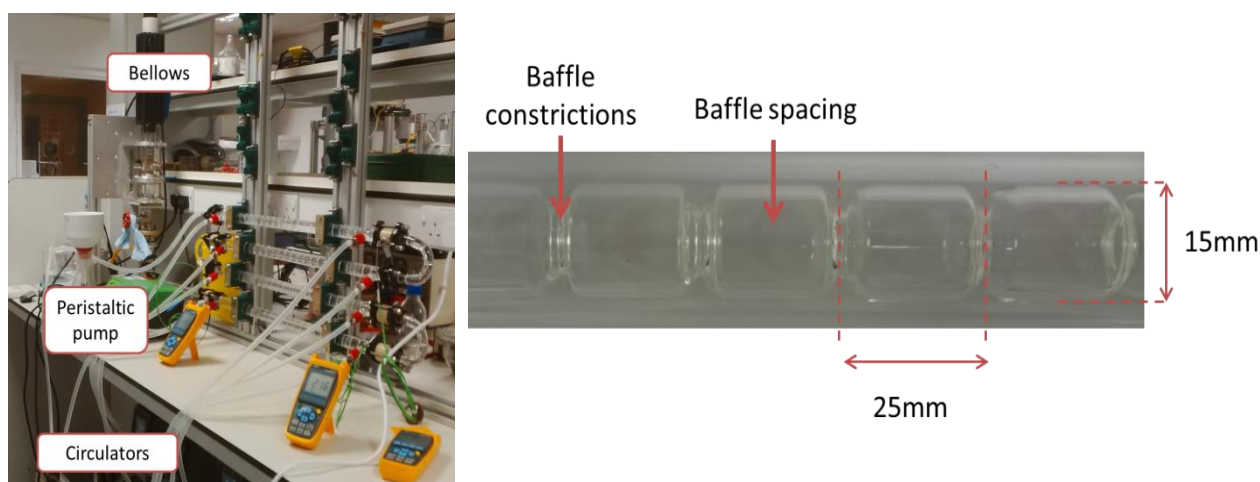 Bellows
Peristaltic
pump
Circulators
Baffle
constrictions
Baffle spacing
15mm
25mm